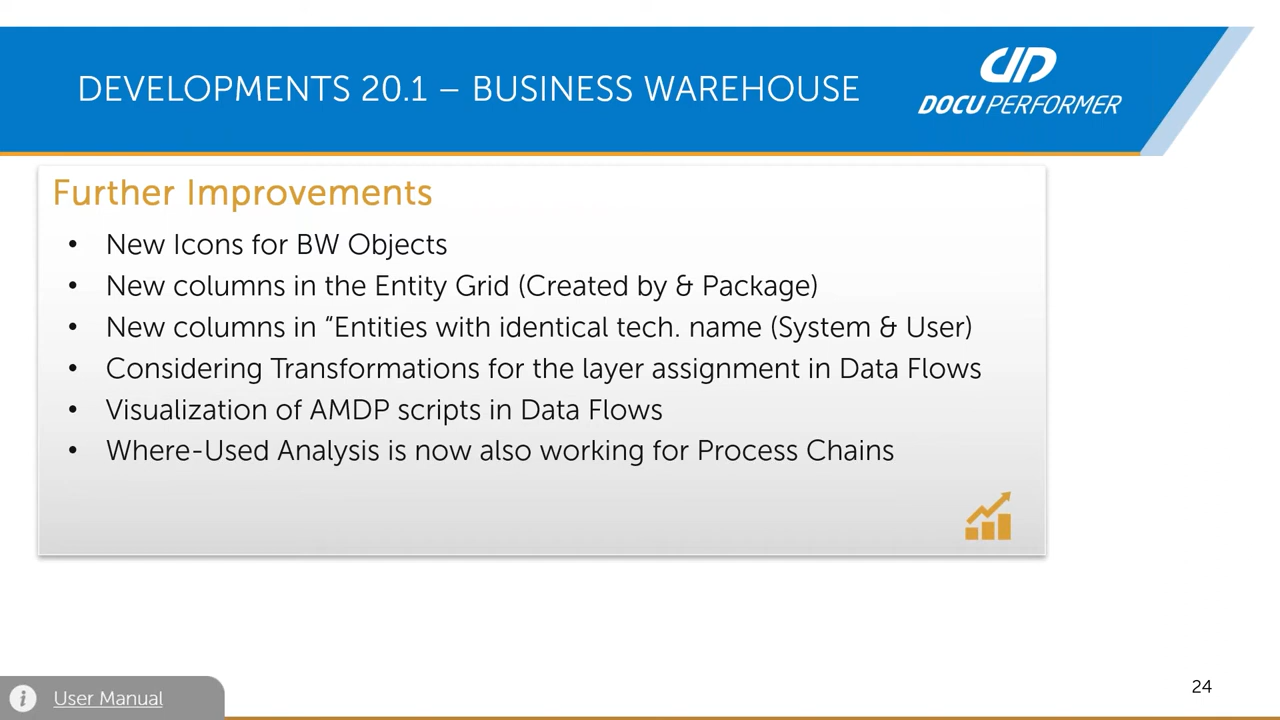 DEVELOPMENTS 20.1 – BUSINESS WAREHOUSE
DOCU PERFORMER
Further Improvements
• New Icons for BW Objects
• New columns in the Entity Grid (Created by & Package)
• New columns in “Entities with identical tech. name (System & User)
• Considering Transformations for the layer assignment in Data Flows
• Visualization of AMDP scripts in Data Flows
• Where-Used Analysis is now also working for Process Chains
i User Manual
24